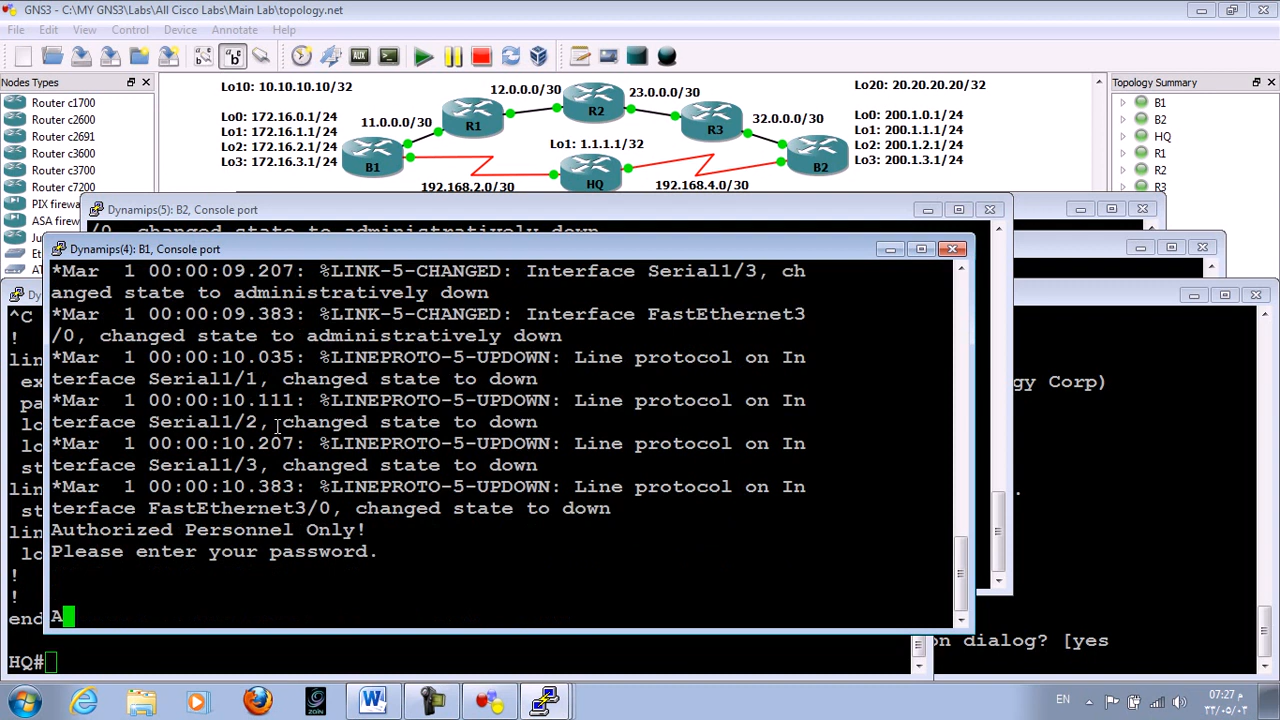 GNS3 - C:\MY GNS3\Labs\All Cisco Labs\Main Lab\topology.net
File Edit View Control Device Annotate Help
Nodes Types
Router c1700
Router c2600
Router c2691
Router c3600
Router c3700
Router c7200
PIX firewa
ASA firewa
Ju
Et
AT
Lo10: 10.10.10.10/32
Lo0: 172.16.0.1/24
Lo1: 172.16.1.1/24
Lo2: 172.16.2.1/24
Lo3: 172.16.3.1/24
11.0.0.0/30
12.0.0.0/30
23.0.0.0/30
32.0.0.0/30
R1
R2
R3
B1
HQ
B2
Lo1: 1.1.1.1/32
192.168.2.0/30
192.168.4.0/30
Lo20: 20.20.20.20/32
Lo0: 200.1.0.1/24
Lo1: 200.1.1.1/24
Lo2: 200.1.2.1/24
Lo3: 200.1.3.1/24
Topology Summary
B1
B2
HQ
R1
R2
R3
Dynamips(5): B2, Console port
/0, changed state to administratively down
Dynamips(4): B1, Console port
*Mar 1 00:00:09.207: %LINK-5-CHANGED: Interface Serial1/3, ch
anged state to administratively down
*Mar 1 00:00:09.383: %LINK-5-CHANGED: Interface FastEthernet3
/0, changed state to administratively down
*Mar 1 00:00:10.035: %LINEPROTO-5-UPDOWN: Line protocol on In
terface Serial1/1, changed state to down
*Mar 1 00:00:10.111: %LINEPROTO-5-UPDOWN: Line protocol on In
terface Serial1/2, changed state to down
*Mar 1 00:00:10.207: %LINEPROTO-5-UPDOWN: Line protocol on In
terface Serial1/3, changed state to down
*Mar 1 00:00:10.383: %LINEPROTO-5-UPDOWN: Line protocol on In
terface FastEthernet3/0, changed state to down
Authorized Personnel Only!
Please enter your password.
A
Dy
^C
!
lin
ex
pa
lo
lo
st
lin
st
lin
lo
!
!
end
HQ#
gy Corp)
.
on dialog? [yes
EN
07:27 م
٣٣/٠٥/٠٣